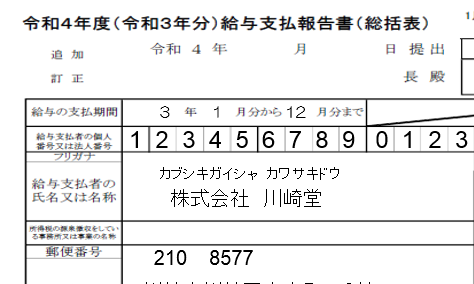 令和４年度（令和３年分）給与支払報告書（総括表）
追加
訂正
令和 4 年 月 日 提出
長 殿
給与の支払期間 3 年 1 月分から 12 月分まで
給与支払者の個人
番号又は法人番号
1 2 3 4 5 6 7 8 9 0 1 2 3
フリガナ
カブシキガイシャ カワサキドウ
給与支払者の
氏名又は名称
株式会社 川崎堂
所得税の源泉徴収をしてい
る事務所又は事業の名称
郵便番号 210 8577